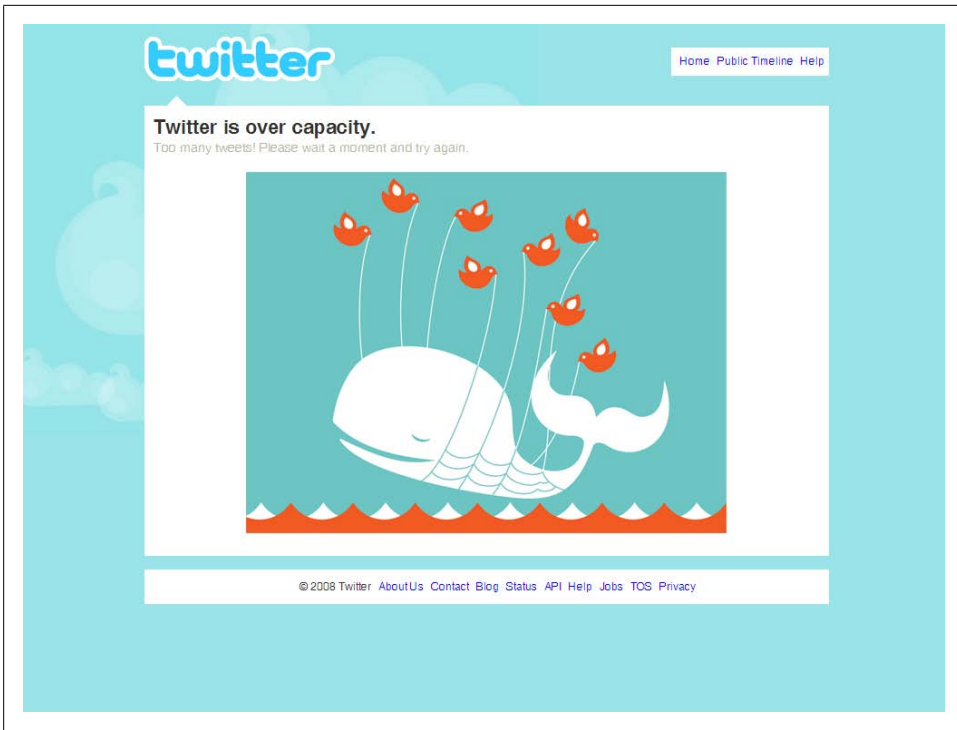 twitter
Home Public Timeline Help
Twitter is over capacity.
Too many tweets! Please wait a moment and try again.
© 2008 Twitter About Us Contact Blog Status API Help Jobs TOS Privacy